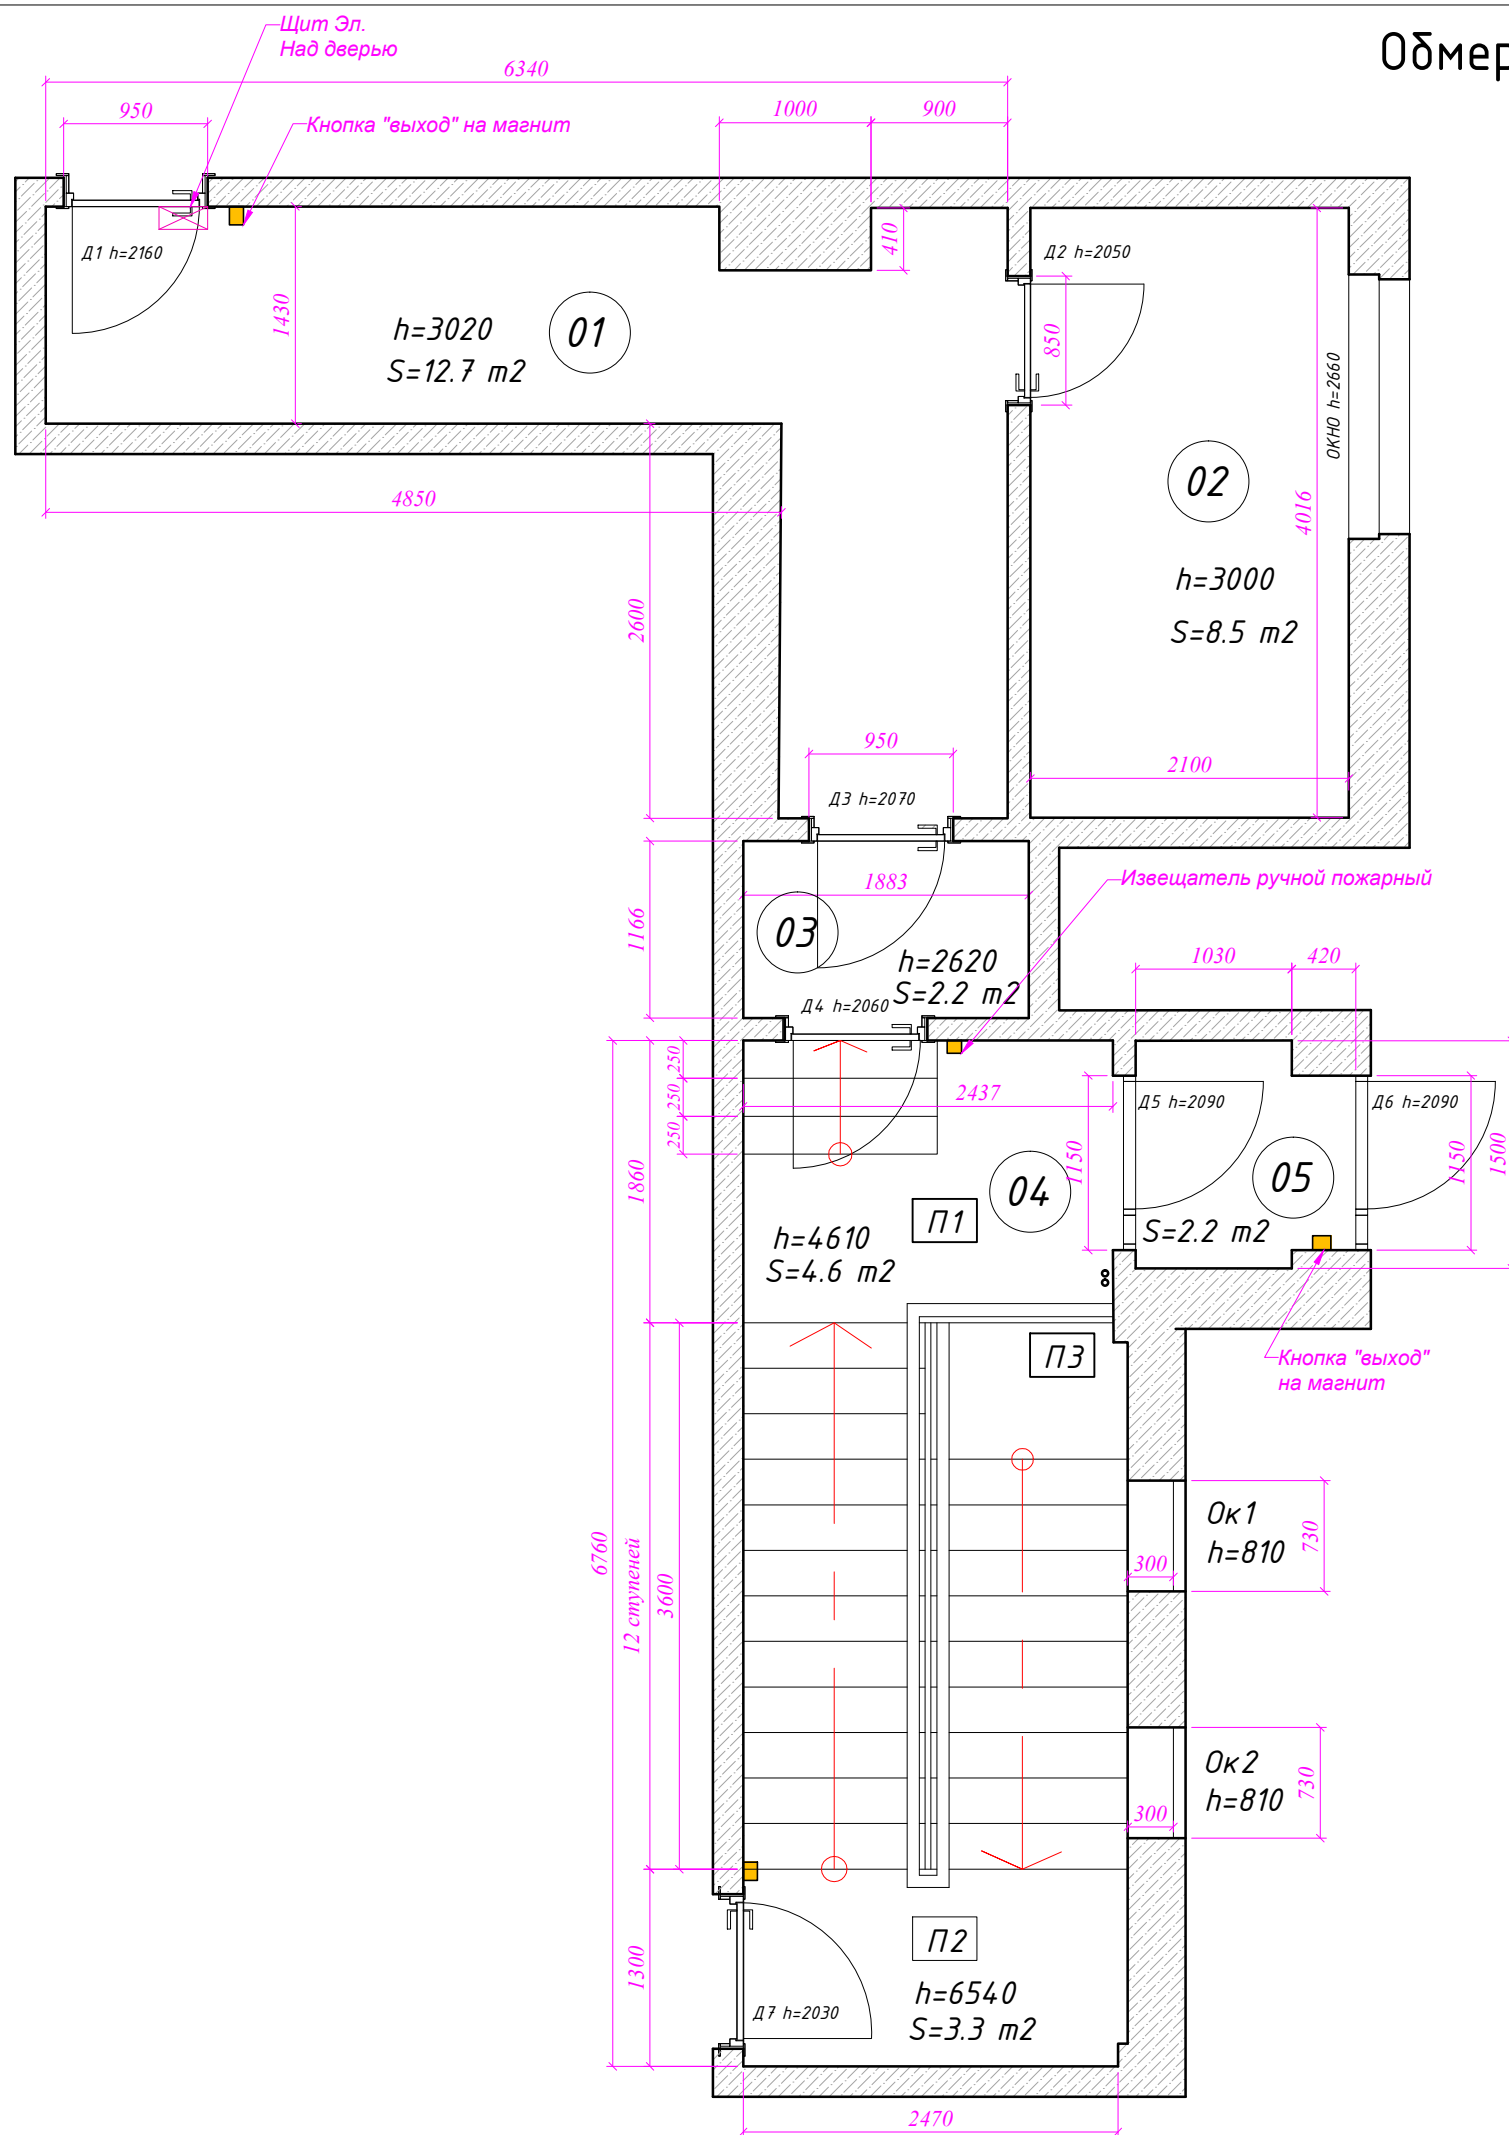 Обмер
Щит Эл.
Над дверью
6340
950
Кнопка "выход" на магнит
1000
900
410
Д1 h=2160
Д2 h=2050
1430
h=3020
S=12.7 m2
01
850
ОКНО h=2660
02
4850
4016
h=3000
S=8.5 m2
2600
950
2100
Д3 h=2070
1883
Извещатель ручной пожарный
1166
03
h=2620
S=2.2 m2
Д4 h=2060
1030
420
250
250
250
2437
Д5 h=2090
Д6 h=2090
1150
1150
1500
1860
04
05
П1
h=4610
S=4.6 m2
S=2.2 m2
П3
Кнопка "выход"
на магнит
6760
12 ступеней
3600
Ок1
h=810
730
300
Ок2
h=810
730
300
1300
П2
h=6540
S=3.3 m2
Д7 h=2030
2470